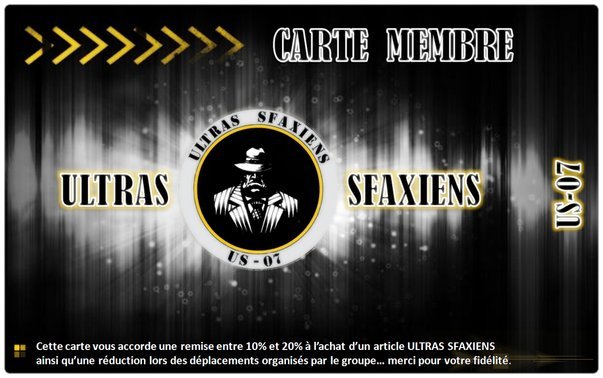 CARTE MEMBRE
ULTRAS SFAXIENS
ULTRAS SFAXIENS
US-07
US-07
Cette carte vous accorde une remise entre 10% et 20% à l'achat d'un article ULTRAS SFAXIENS
ainsi qu'une réduction lors des déplacements organisés par le groupe... merci pour votre fidélité.